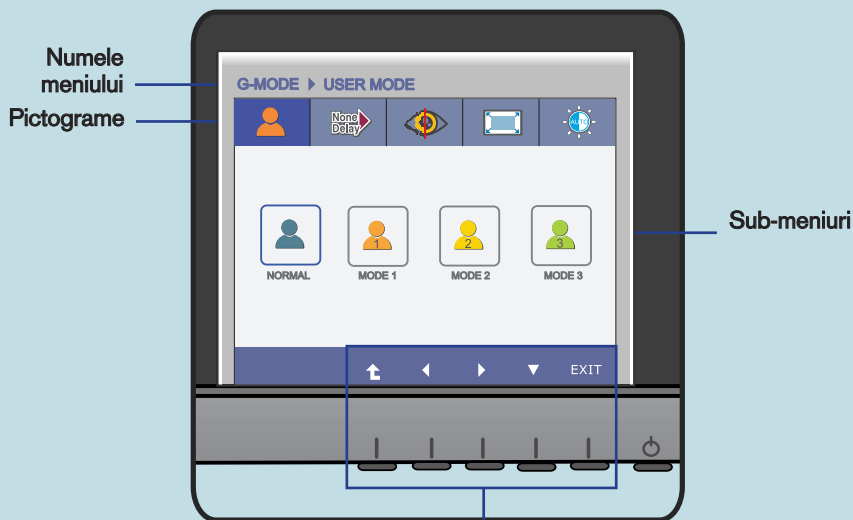 Numele
meniului
Pictograme
G-MODE USER MODE
None
Delay
AUTO
Sub-meniuri
1
2
3
NORMAL
MODE 1
MODE 2
MODE 3
EXIT